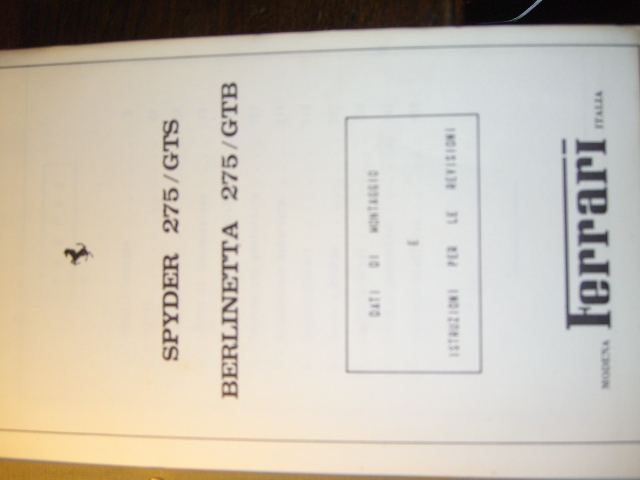 SPYDER 275/GTS
BERLINETTA 275/GTB
DATI DI MONTAGGIO
E
ISTRUZIONI PER LE REVISIONI
MODENA Ferrari ITALIA